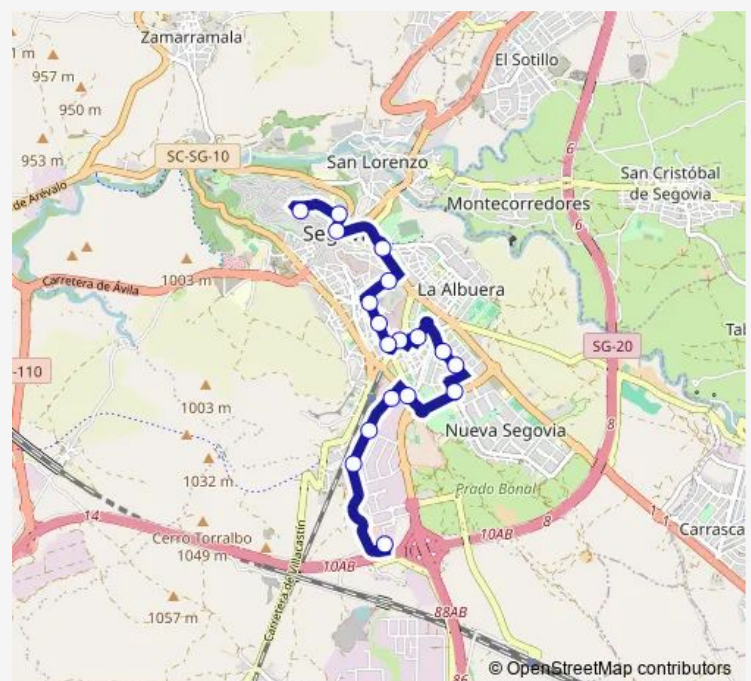 Zamarramala
957 m
950 m
953 m
de Arévalo
SC-SG-10
El Sotillo
6
San Lorenzo
San Cristóbal
de Segovia
Montecorredores
6
Carretera de Ávila
1003 m
La Albuera
SG-20
-110
1003 m
8
Nueva Segovia
1032 m
Prado Bonal
14
Cerro Torralbo
1049 m
10AB
10AB
8
1 1
Carrasca
Carretera de Villacastín
1057 m
88AB
86
© OpenStreetMap contributors